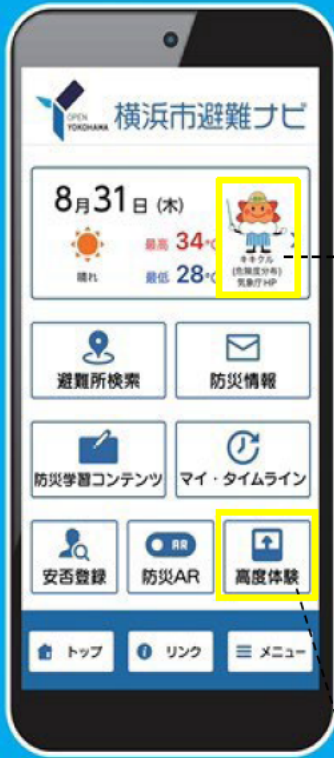 OPEN
YOKOHAMA
横浜市避難ナビ
8月31日(木)
晴れ
最高 34℃
最低 28℃
キキクル
(危険度分布)
気象庁HP
避難所検索
防災情報
防災学習コンテンツ
マイ・タイムライン
安否登録
AR
防災AR
高度体験
トップ
リンク
メニュー